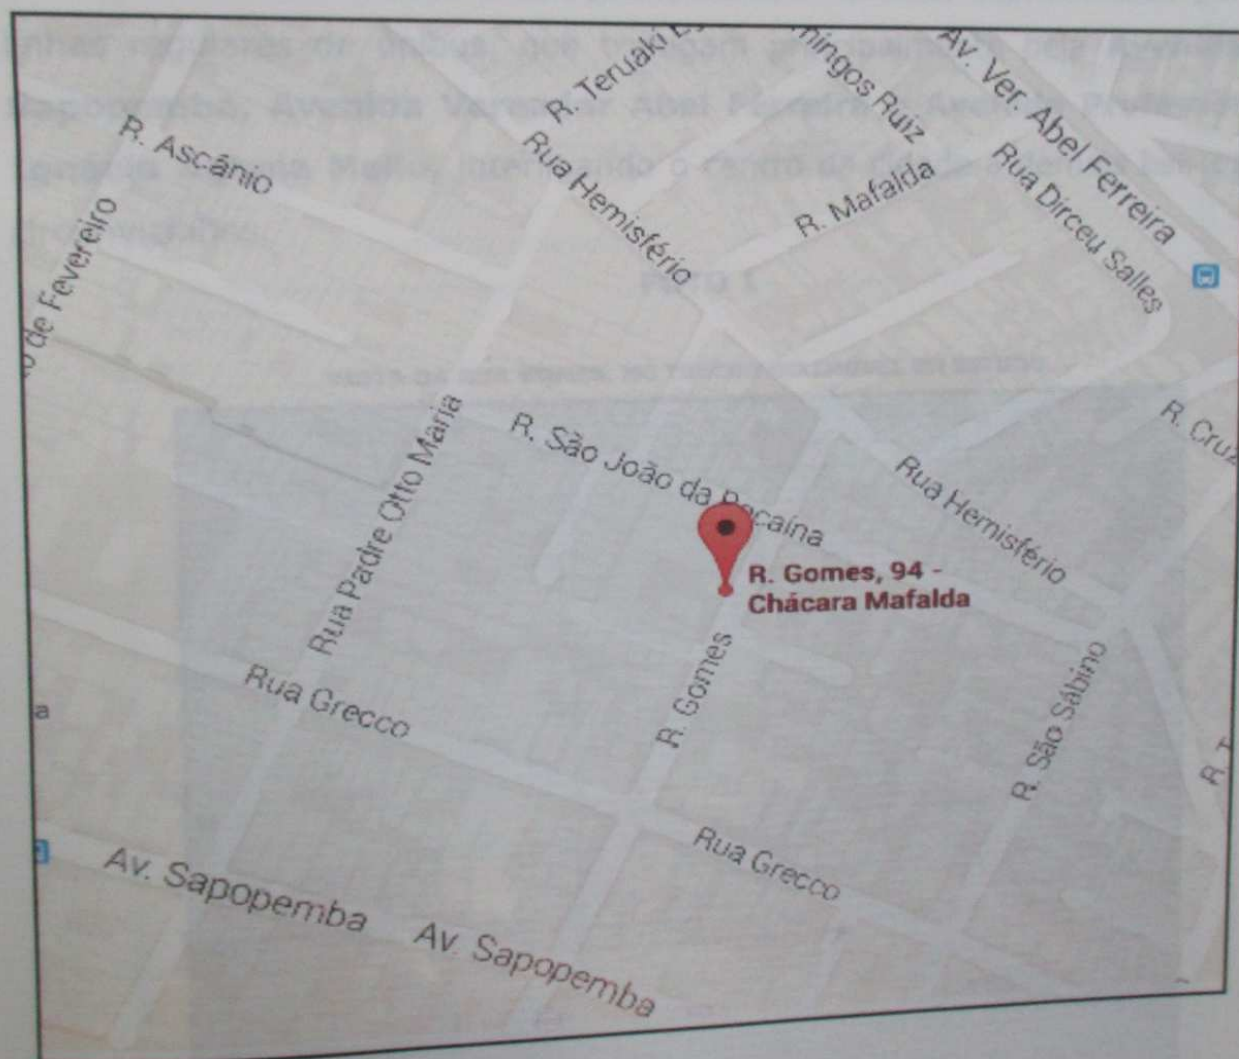 R. Teruaki
mingos Ruiz
Av. Ver. Abel Ferreira
R. Ascânio
Rua Hemisfério
R. Mafalda
Rua Dirceu Salles
de Fevereiro
R. Cruz
Rua Padre Otto Maria
R. São João da Bocaína
Rua Hemisfério
R. Gomes, 94 -
Chácara Mafalda
R. Gomes
R. São Sábino
Rua Grecco
a
R. T
Rua Grecco
Av. Sapopemba
Av. Sapopemba